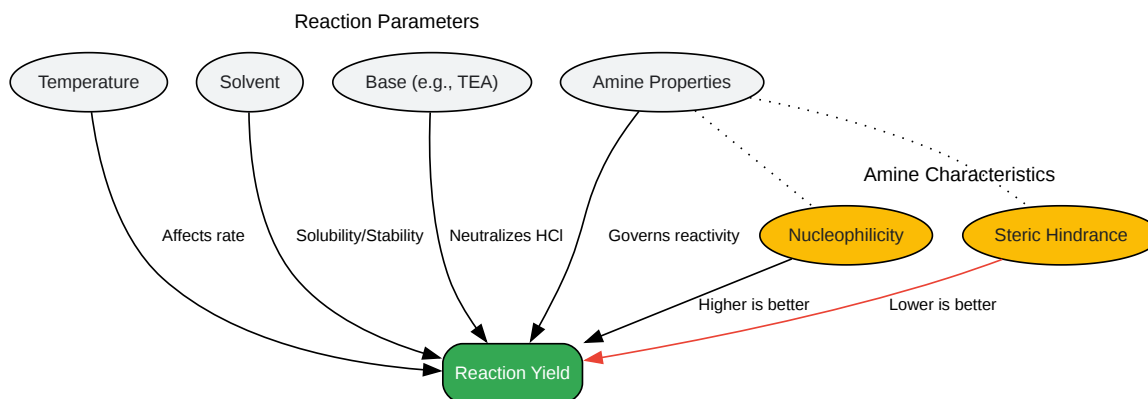 Reaction Parameters
Temperature
Solvent
Base (e.g., TEA)
Amine Properties
Amine Characteristics
Affects rate
Solubility/Stability
Neutralizes HCl
Governs reactivity
Nucleophilicity
Steric Hindrance
Higher is better
Lower is better
Reaction Yield